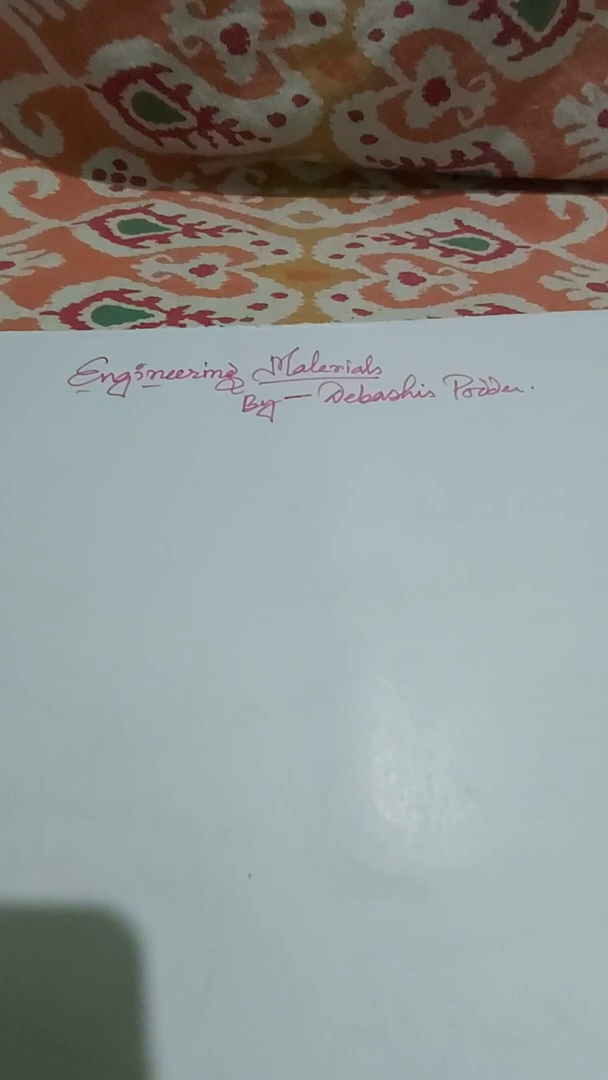 Engineering Materials
By — Debashis Podder.